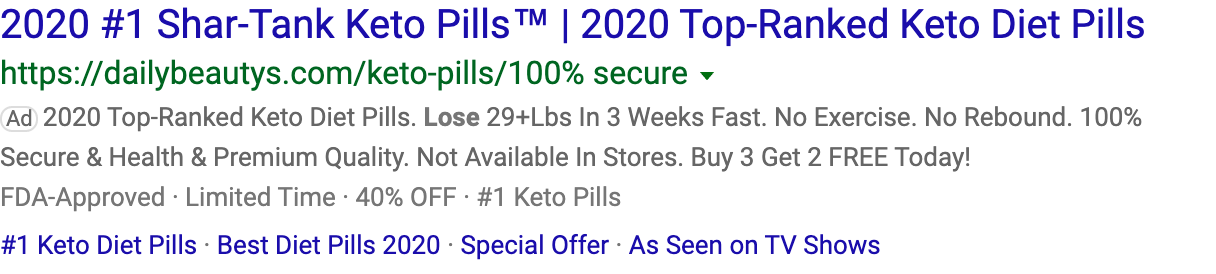 2020 #1 Shar-Tank Keto Pills™ | 2020 Top-Ranked Keto Diet Pills
https://dailybeautys.com/keto-pills/100% secure
Ad 2020 Top-Ranked Keto Diet Pills. Lose 29+Lbs In 3 Weeks Fast. No Exercise. No Rebound. 100%
Secure & Health & Premium Quality. Not Available In Stores. Buy 3 Get 2 FREE Today!
FDA-Approved · Limited Time · 40% OFF · #1 Keto Pills
#1 Keto Diet Pills · Best Diet Pills 2020 · Special Offer · As Seen on TV Shows